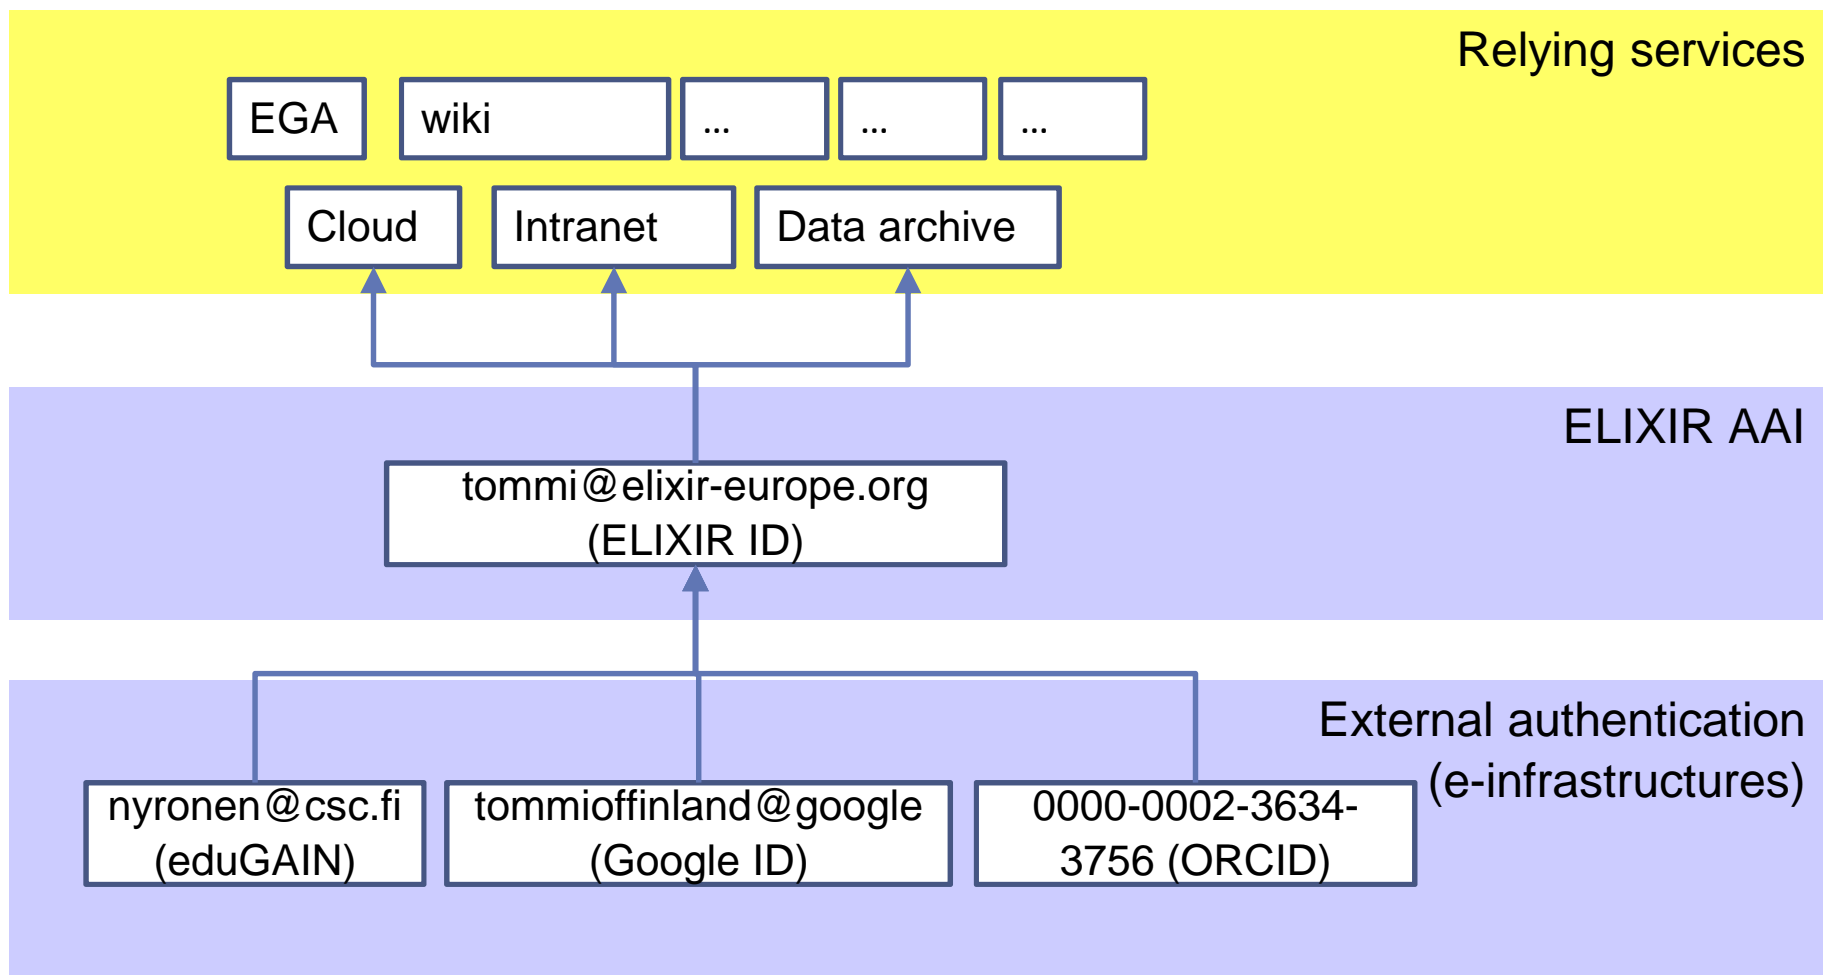 Relying services
EGA
wiki
...
...
...
Cloud
Intranet
Data archive
ELIXIR AAI
tommi@elixir-europe.org
(ELIXIR ID)
External authentication
(e-infrastructures)
nyronen@csc.fi
(eduGAIN)
tommioffinland@google
(Google ID)
0000-0002-3634-
3756 (ORCID)